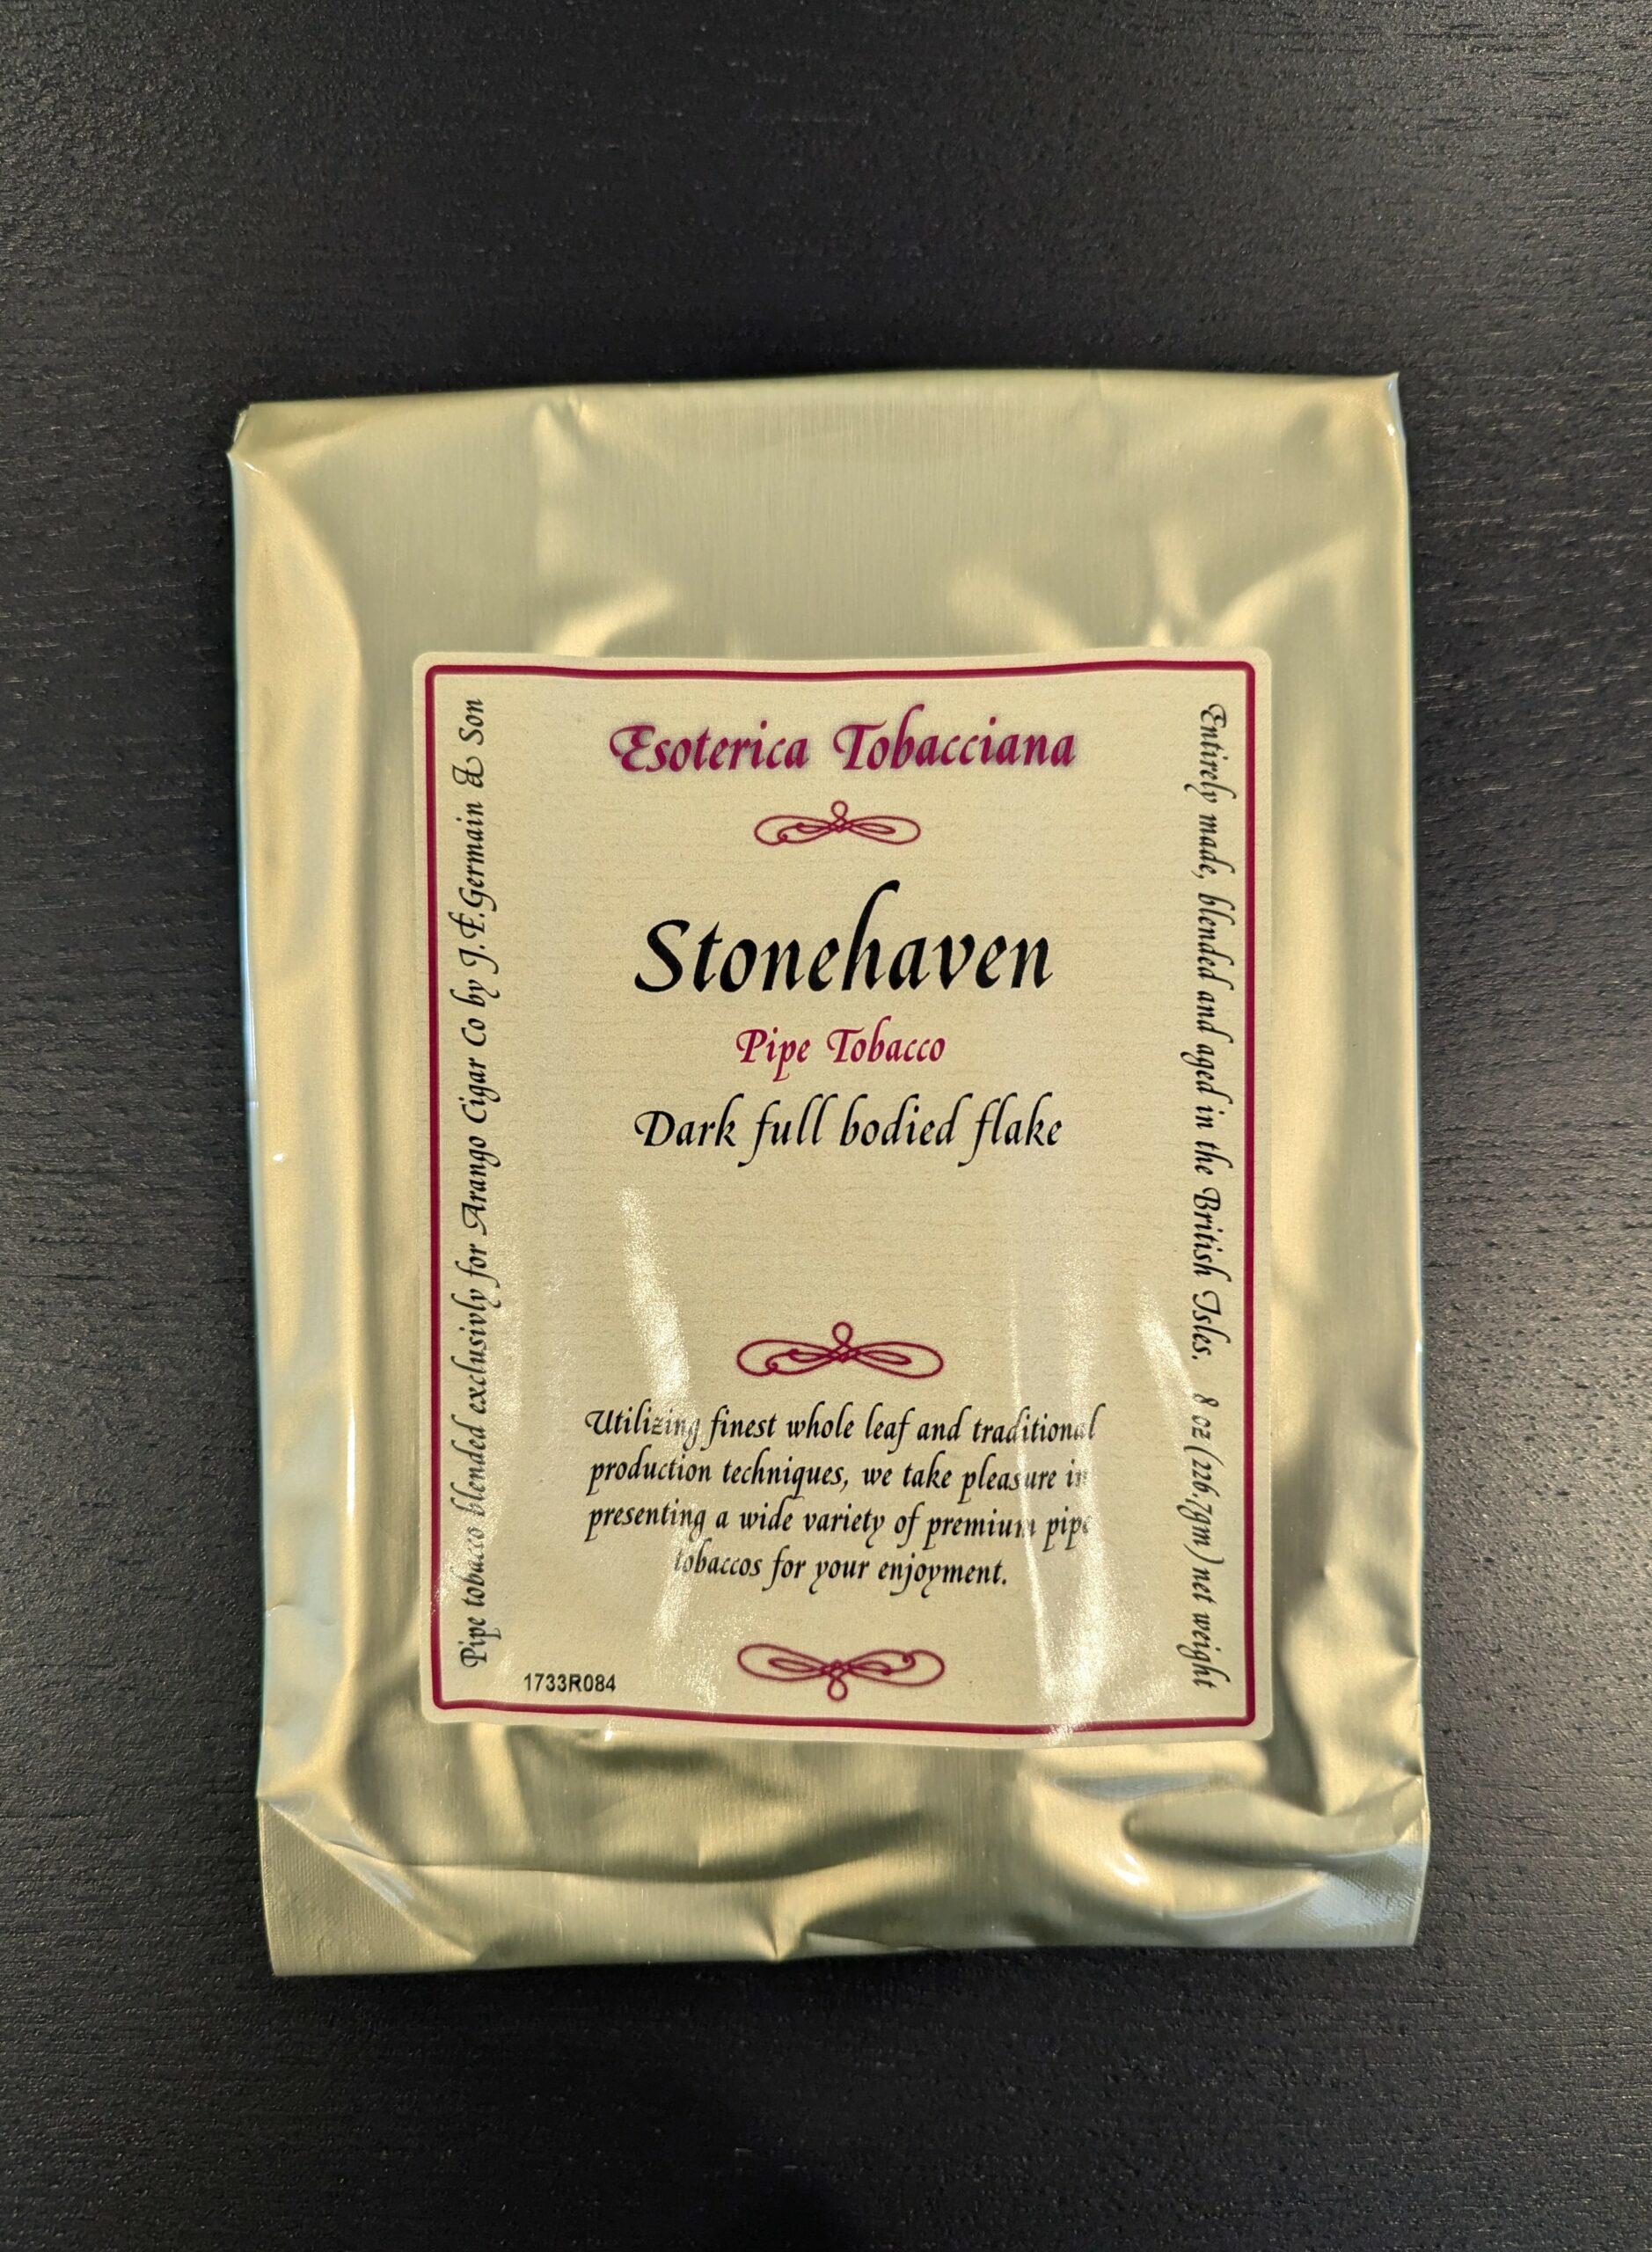 Esoterica Tobacciana
Stonehaven
Pipe Tobacco
Dark full bodied flake
Utilizing finest whole leaf and traditional
production techniques, we take pleasure in
presenting a wide variety of premium pipe
tobaccos for your enjoyment.
1733R084
Pipe tobacco blended exclusivly for Arango Cigar Co by J.F.Germain & Son
Entirely made, blended and aged in the British Isles. 8 oz (226.7gm) net weight